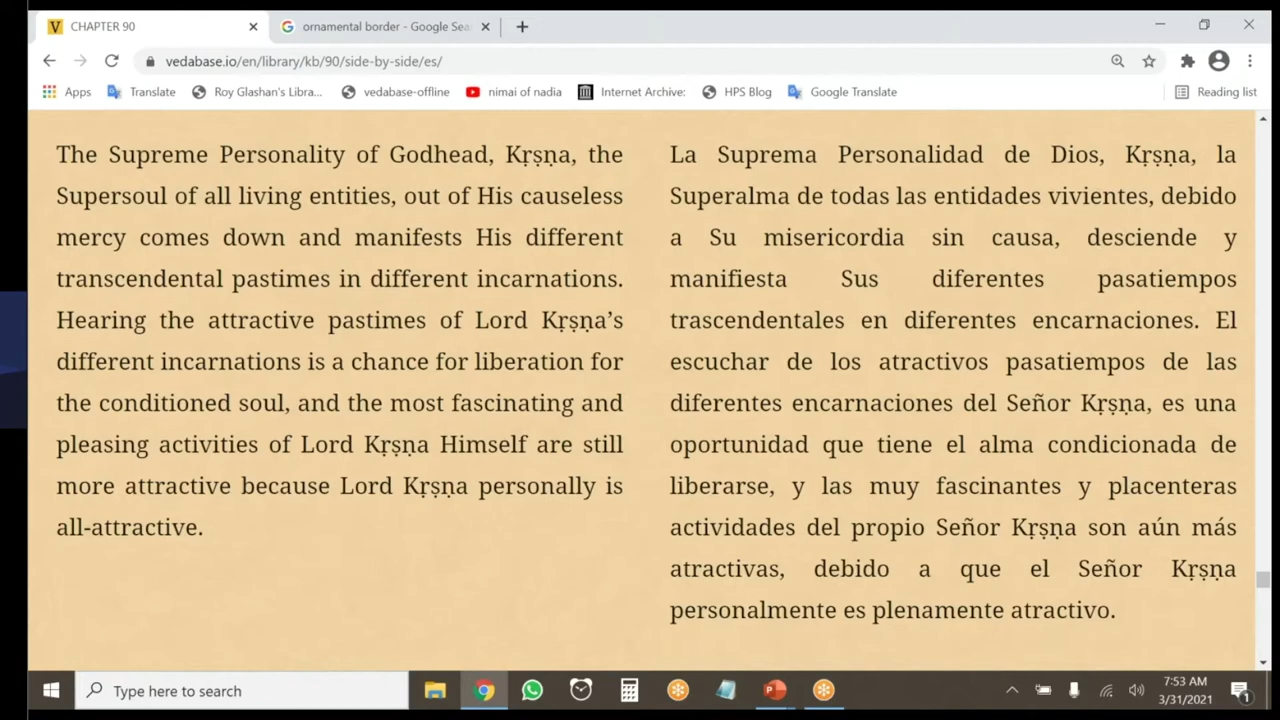 CHAPTER 90
ornamental border - Google Sea
vedabase.io/en/library/kb/90/side-by-side/es/
Apps
Translate
Roy Glashan's Libra...
vedabase-offline
nimai of nadia
Internet Archive:
HPS Blog
Google Translate
Reading list
The Supreme Personality of Godhead, Kṛṣṇa, the
Supersoul of all living entities, out of His causeless
mercy comes down and manifests His different
transcendental pastimes in different incarnations.
Hearing the attractive pastimes of Lord Kṛṣṇa’s
different incarnations is a chance for liberation for
the conditioned soul, and the most fascinating and
pleasing activities of Lord Kṛṣṇa Himself are still
more attractive because Lord Kṛṣṇa personally is
all-attractive.
La Suprema Personalidad de Dios, Kṛṣṇa, la
Superalma de todas las entidades vivientes, debido
a Su misericordia sin causa, desciende y
manifiesta Sus diferentes pasatiempos
trascendentales en diferentes encarnaciones. El
escuchar de los atractivos pasatiempos de las
diferentes encarnaciones del Señor Kṛṣṇa, es una
oportunidad que tiene el alma condicionada de
liberarse, y las muy fascinantes y placenteras
actividades del propio Señor Kṛṣṇa son aún más
atractivas, debido a que el Señor Kṛṣṇa
personalmente es plenamente atractivo.
Type here to search
7:53 AM
3/31/2021
1